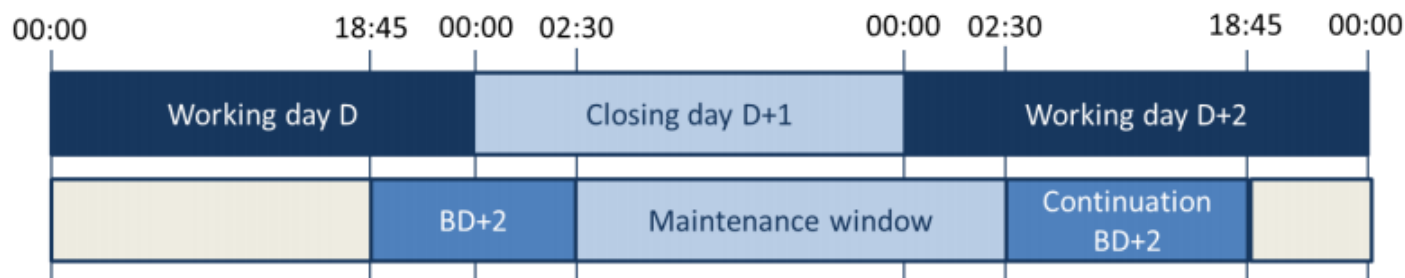 00:00 18:45 00:00 02:30 00:00 02:30 18:45 00:00
Working day D Closing day D+1 Working day D+2
BD+2 Maintenance window Continuation
BD+2